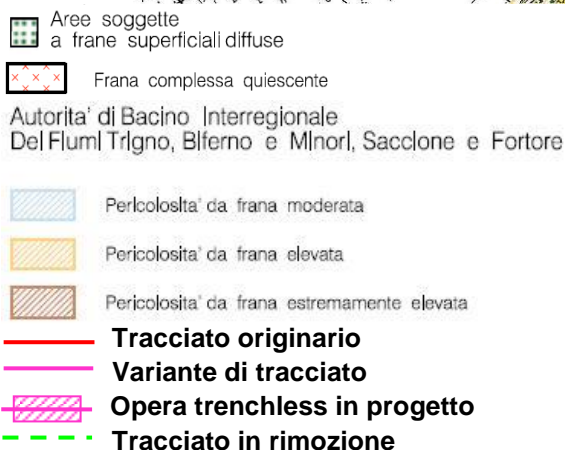 Aree soggette
a frane superficiali diffuse
Frana complessa quiescente
Autorita' di Bacino Interregionale
Dei Fiumi Trigno, Biferno e Minori, Saccione e Fortore
Pericolosita' da frana moderata
Pericolosita' da frana elevata
Pericolosita' da frana estremamente elevata
Tracciato originario
Variante di tracciato
Opera trenchless in progetto
Tracciato in rimozione